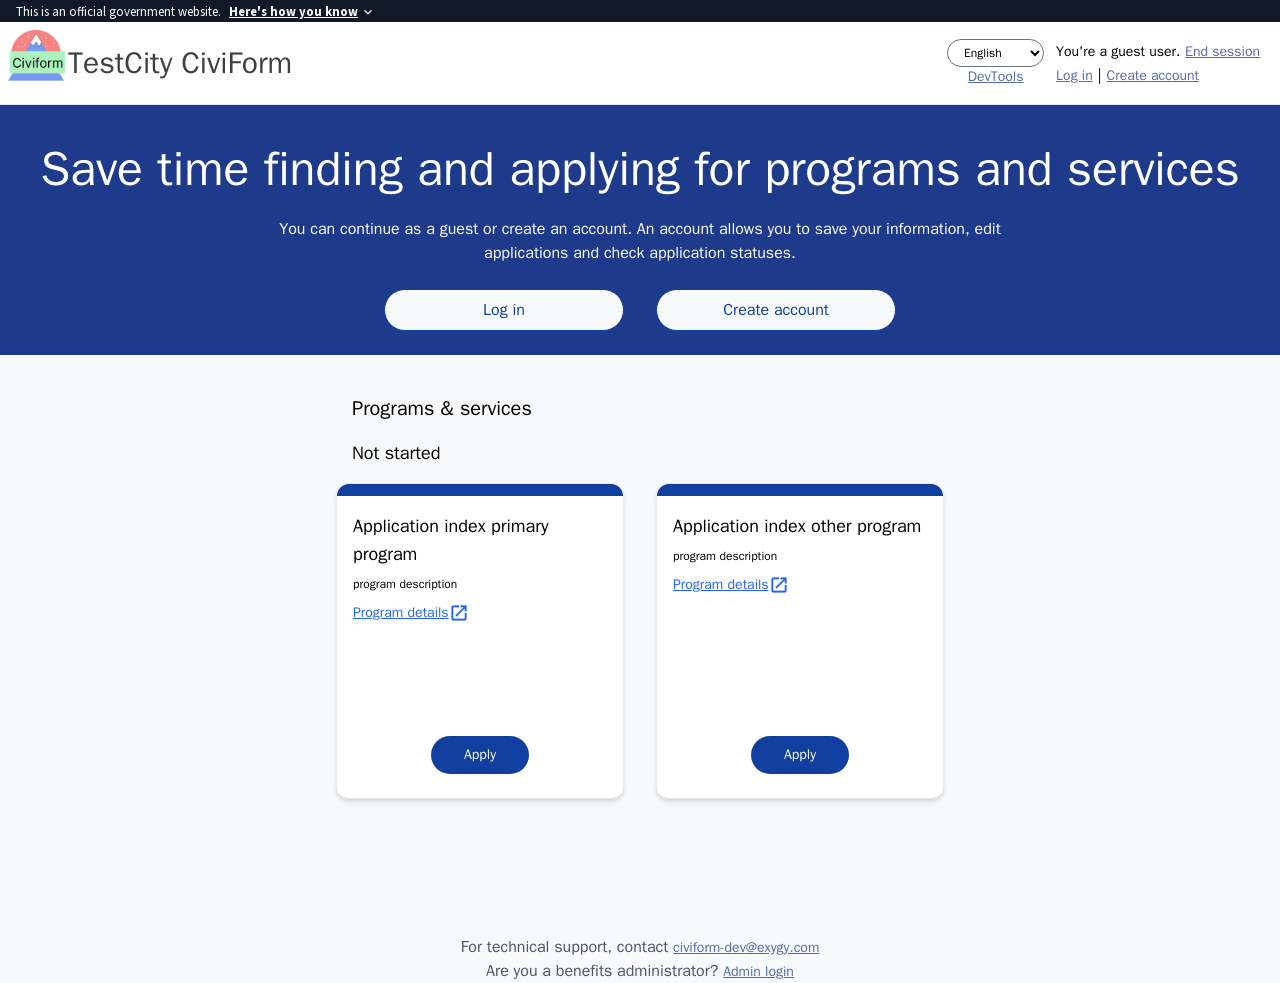 This is an official government website. Here's how you know
Civiform
TestCity CiviForm
English
You're a guest user. End session
DevTools
Log in | Create account
Save time finding and applying for programs and services
You can continue as a guest or create an account. An account allows you to save your information, edit
applications and check application statuses.
Log in
Create account
Programs & services
Not started
Application index primary
program
program description
Program details
Apply
Application index other program
program description
Program details
Apply
For technical support, contact civiform-dev@exygy.com
Are you a benefits administrator? Admin login